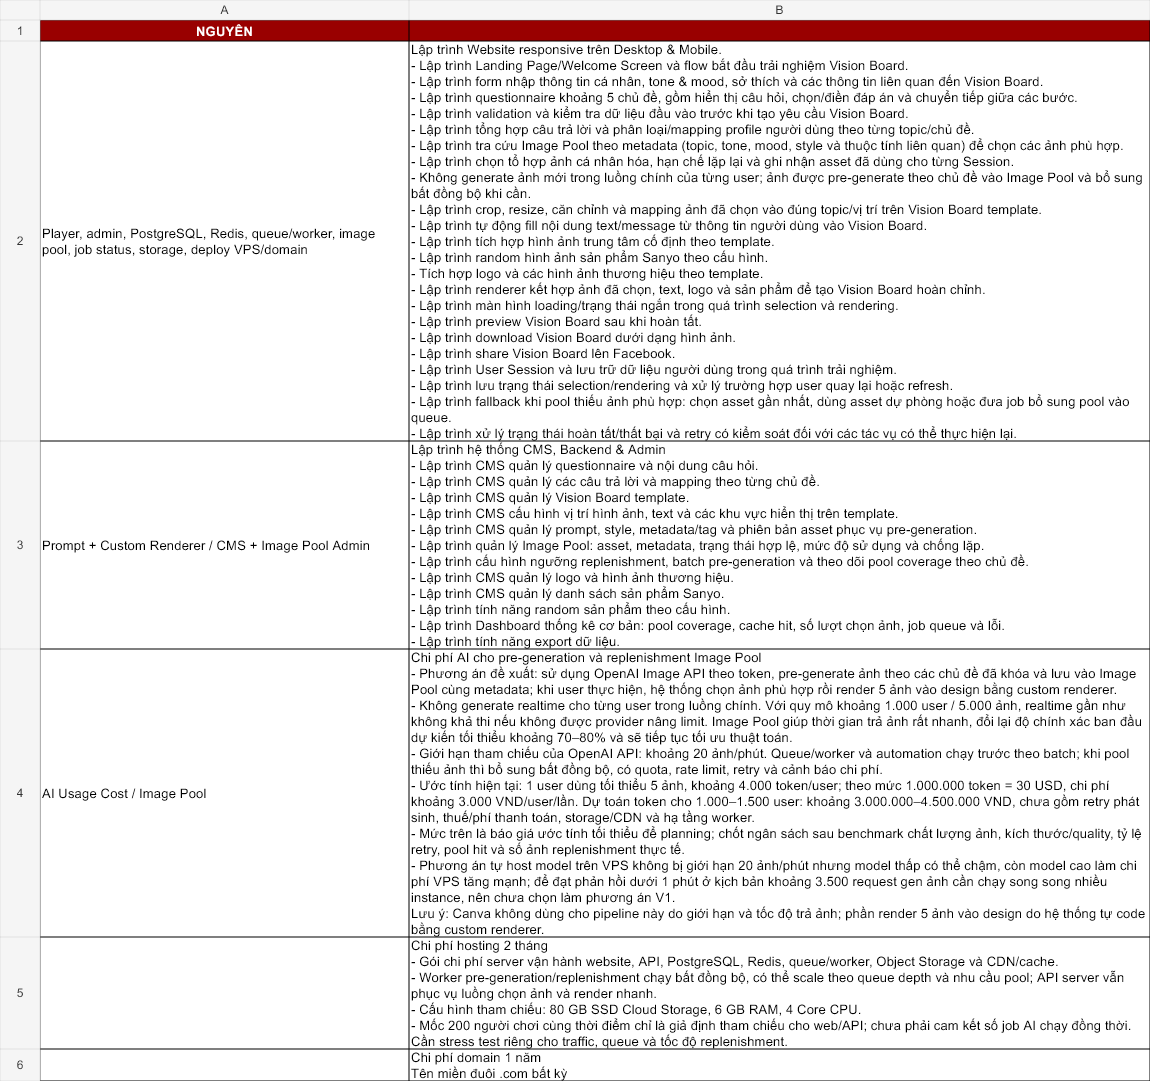 A
B
1
NGUYÊN
2
Player, admin, PostgreSQL, Redis, queue/worker, image
pool, job status, storage, deploy VPS/domain
Lập trình Website responsive trên Desktop & Mobile.
- Lập trình Landing Page/Welcome Screen và flow bắt đầu trải nghiệm Vision Board.
- Lập trình form nhập thông tin cá nhân, tone & mood, sở thích và các thông tin liên quan đến Vision Board.
- Lập trình questionnaire khoảng 5 chủ đề, gồm hiển thị câu hỏi, chọn/điền đáp án và chuyển tiếp giữa các bước.
- Lập trình validation và kiểm tra dữ liệu đầu vào trước khi tạo yêu cầu Vision Board.
- Lập trình tổng hợp câu trả lời và phân loại/mapping profile người dùng theo từng topic/chủ đề.
- Lập trình tra cứu Image Pool theo metadata (topic, tone, mood, style và thuộc tính liên quan) để chọn các ảnh phù hợp.
- Lập trình chọn tổ hợp ảnh cá nhân hóa, hạn chế lặp lại và ghi nhận asset đã dùng cho từng Session.
- Không generate ảnh mới trong luồng chính của từng user; ảnh được pre-generate theo chủ đề vào Image Pool và bổ sung
bất đồng bộ khi cần.
- Lập trình crop, resize, căn chỉnh và mapping ảnh đã chọn vào đúng topic/vị trí trên Vision Board template.
- Lập trình tự động fill nội dung text/message từ thông tin người dùng vào Vision Board.
- Lập trình tích hợp hình ảnh trung tâm cố định theo template.
- Lập trình random hình ảnh sản phẩm Sanyo theo cấu hình.
- Tích hợp logo và các hình ảnh thương hiệu theo template.
- Lập trình renderer kết hợp ảnh đã chọn, text, logo và sản phẩm để tạo Vision Board hoàn chỉnh.
- Lập trình màn hình loading/trạng thái ngắn trong quá trình selection và rendering.
- Lập trình preview Vision Board sau khi hoàn tất.
- Lập trình download Vision Board dưới dạng hình ảnh.
- Lập trình share Vision Board lên Facebook.
- Lập trình User Session và lưu trữ dữ liệu người dùng trong quá trình trải nghiệm.
- Lập trình lưu trạng thái selection/rendering và xử lý trường hợp user quay lại hoặc refresh.
- Lập trình fallback khi pool thiếu ảnh phù hợp: chọn asset gần nhất, dùng asset dự phòng hoặc đưa job bổ sung pool vào
queue.
- Lập trình xử lý trạng thái hoàn tất/thất bại và retry có kiểm soát đối với các tác vụ có thể thực hiện lại.
3
Prompt + Custom Renderer / CMS + Image Pool Admin
Lập trình hệ thống CMS, Backend & Admin
- Lập trình CMS quản lý questionnaire và nội dung câu hỏi.
- Lập trình CMS quản lý các câu trả lời và mapping theo từng chủ đề.
- Lập trình CMS quản lý Vision Board template.
- Lập trình CMS cấu hình vị trí hình ảnh, text và các khu vực hiển thị trên template.
- Lập trình CMS quản lý prompt, style, metadata/tag và phiên bản asset phục vụ pre-generation.
- Lập trình quản lý Image Pool: asset, metadata, trạng thái hợp lệ, mức độ sử dụng và chống lặp.
- Lập trình cấu hình ngưỡng replenishment, batch pre-generation và theo dõi pool coverage theo chủ đề.
- Lập trình CMS quản lý logo và hình ảnh thương hiệu.
- Lập trình CMS quản lý danh sách sản phẩm Sanyo.
- Lập trình tính năng random sản phẩm theo cấu hình.
- Lập trình Dashboard thống kê cơ bản: pool coverage, cache hit, số lượt chọn ảnh, job queue và lỗi.
- Lập trình tính năng export dữ liệu.
4
AI Usage Cost / Image Pool
Chi phí AI cho pre-generation và replenishment Image Pool
- Phương án đề xuất: sử dụng OpenAI Image API theo token, pre-generate ảnh theo các chủ đề đã khóa và lưu vào Image
Pool cùng metadata; khi user thực hiện, hệ thống chọn ảnh phù hợp rồi render 5 ảnh vào design bằng custom renderer.
- Không generate realtime cho từng user trong luồng chính. Với quy mô khoảng 1.000 user / 5.000 ảnh, realtime gần như
không khả thi nếu không được provider nâng limit. Image Pool giúp thời gian trả ảnh rất nhanh, đổi lại độ chính xác ban đầu
dự kiến tối thiểu khoảng 70–80% và sẽ tiếp tục tối ưu thuật toán.
- Giới hạn tham chiếu của OpenAI API: khoảng 20 ảnh/phút. Queue/worker và automation chạy trước theo batch; khi pool
thiếu ảnh thì bổ sung bất đồng bộ, có quota, rate limit, retry và cảnh báo chi phí.
- Ước tính hiện tại: 1 user dùng tối thiểu 5 ảnh, khoảng 4.000 token/user; theo mức 1.000.000 token = 30 USD, chi phí
khoảng 3.000 VND/user/lần. Dự toán token cho 1.000–1.500 user: khoảng 3.000.000–4.500.000 VND, chưa gồm retry phát
sinh, thuế/phí thanh toán, storage/CDN và hạ tầng worker.
- Mức trên là báo giá ước tính tối thiểu để planning; chốt ngân sách sau benchmark chất lượng ảnh, kích thước/quality, tỷ lệ
retry, pool hit và số ảnh replenishment thực tế.
- Phương án tự host model trên VPS không bị giới hạn 20 ảnh/phút nhưng model thấp có thể chậm, còn model cao làm chi
phí VPS tăng mạnh; để đạt phản hồi dưới 1 phút ở kịch bản khoảng 3.500 request gen ảnh cần chạy song song nhiều
instance, nên chưa chọn làm phương án V1.
Lưu ý: Canva không dùng cho pipeline này do giới hạn và tốc độ trả ảnh; phần render 5 ảnh vào design do hệ thống tự code
bằng custom renderer.
5
Chi phí hosting 2 tháng
- Gói chi phí server vận hành website, API, PostgreSQL, Redis, queue/worker, Object Storage và CDN/cache.
- Worker pre-generation/replenishment chạy bất đồng bộ, có thể scale theo queue depth và nhu cầu pool; API server vẫn
phục vụ luồng chọn ảnh và render nhanh.
- Cấu hình tham chiếu: 80 GB SSD Cloud Storage, 6 GB RAM, 4 Core CPU.
- Mốc 200 người chơi cùng thời điểm chỉ là giả định tham chiếu cho web/API; chưa phải cam kết số job AI chạy đồng thời.
Cần stress test riêng cho traffic, queue và tốc độ replenishment.
6
Chi phí domain 1 năm
Tên miền đuôi .com bất kỳ